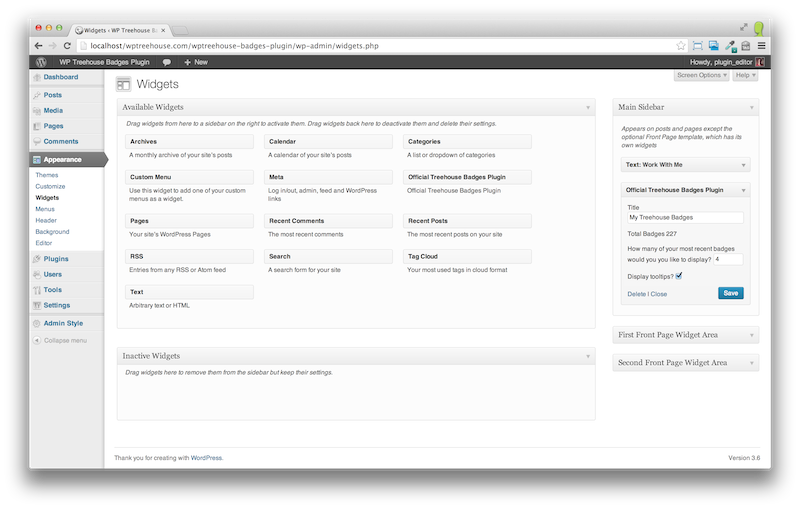 Widgets ‹ WP Treehouse Ba
localhost/wptreehouse.com/wptreehouse-badges-plugin/wp-admin/widgets.php
WP Treehouse Badges Plugin
New
Howdy, plugin_editor
Screen Options
Help
Dashboard
Posts
Media
Pages
Comments
Appearance
Themes
Customize
Widgets
Menus
Header
Background
Editor
Plugins
Users
Tools
Settings
Admin Style
Collapse menu
Widgets
Available Widgets
Drag widgets from here to a sidebar on the right to activate them. Drag widgets back here to deactivate them and delete their settings.
Archives
A monthly archive of your site's posts
Calendar
A calendar of your site's posts
Categories
A list or dropdown of categories
Custom Menu
Use this widget to add one of your custom
menus as a widget.
Meta
Log in/out, admin, feed and WordPress
links
Official Treehouse Badges Plugin
Official Treehouse Badges Plugin
Pages
Your site's WordPress Pages
Recent Comments
The most recent comments
Recent Posts
The most recent posts on your site
RSS
Entries from any RSS or Atom feed
Search
A search form for your site
Tag Cloud
Your most used tags in cloud format
Text
Arbitrary text or HTML
Inactive Widgets
Drag widgets here to remove them from the sidebar but keep their settings.
Main Sidebar
Appears on posts and pages except the
optional Front Page template, which has its
own widgets
Text: Work With Me
Official Treehouse Badges Plugin
Title
My Treehouse Badges
Total Badges 227
How many of your most recent badges
would you you like to display? 4
Display tooltips?
Delete | Close
Save
First Front Page Widget Area
Second Front Page Widget Area
Thank you for creating with WordPress.
Version 3.6